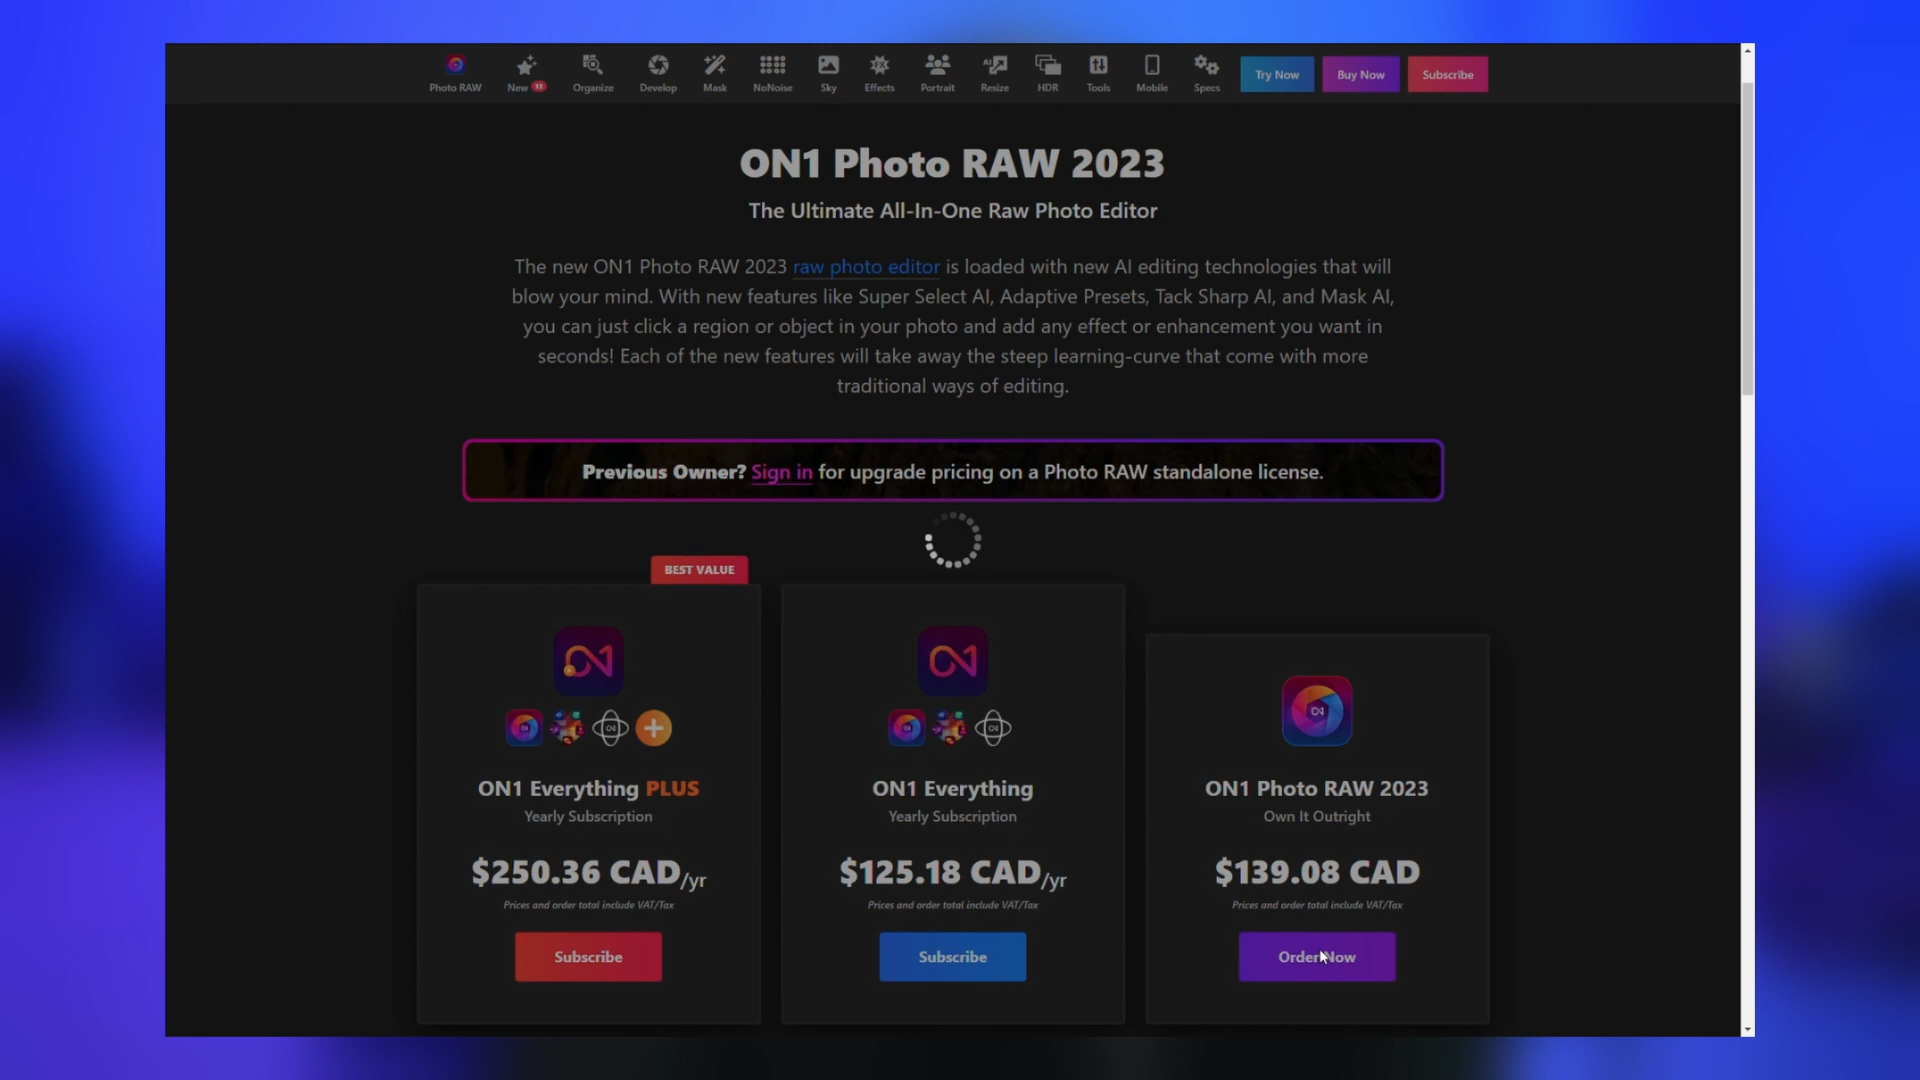 Photo RAW
New 13
Organize
Develop
Mask
NoNoise
Sky
Effects
Portrait
Resize
HDR
Tools
Mobile
Specs
Try Now
Buy Now
Subscribe
ON1 Photo RAW 2023
The Ultimate All-In-One Raw Photo Editor
The new ON1 Photo RAW 2023 raw photo editor is loaded with new AI editing technologies that will
blow your mind. With new features like Super Select AI, Adaptive Presets, Tack Sharp AI, and Mask AI,
you can just click a region or object in your photo and add any effect or enhancement you want in
seconds! Each of the new features will take away the steep learning-curve that come with more
traditional ways of editing.
Previous Owner? Sign in for upgrade pricing on a Photo RAW standalone license.
BEST VALUE
ON1 Everything PLUS
Yearly Subscription
$250.36 CAD/yr
Prices and order total include VAT/Tax
Subscribe
ON1 Everything
Yearly Subscription
$125.18 CAD/yr
Prices and order total include VAT/Tax
Subscribe
ON1 Photo RAW 2023
Own It Outright
$139.08 CAD
Prices and order total include VAT/Tax
Order Now